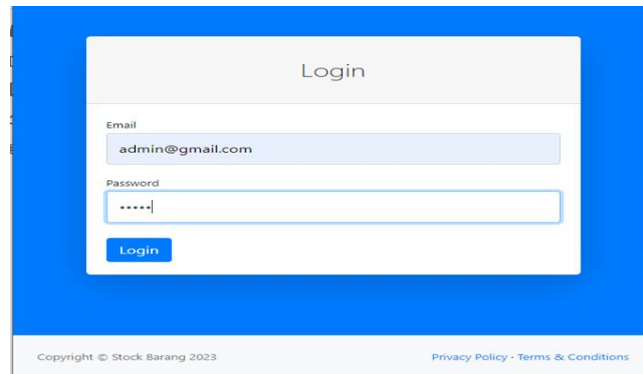 Login
Email
admin@gmail.com
Password
•••••
Login
Copyright © Stock Barang 2023
Privacy Policy · Terms & Conditions